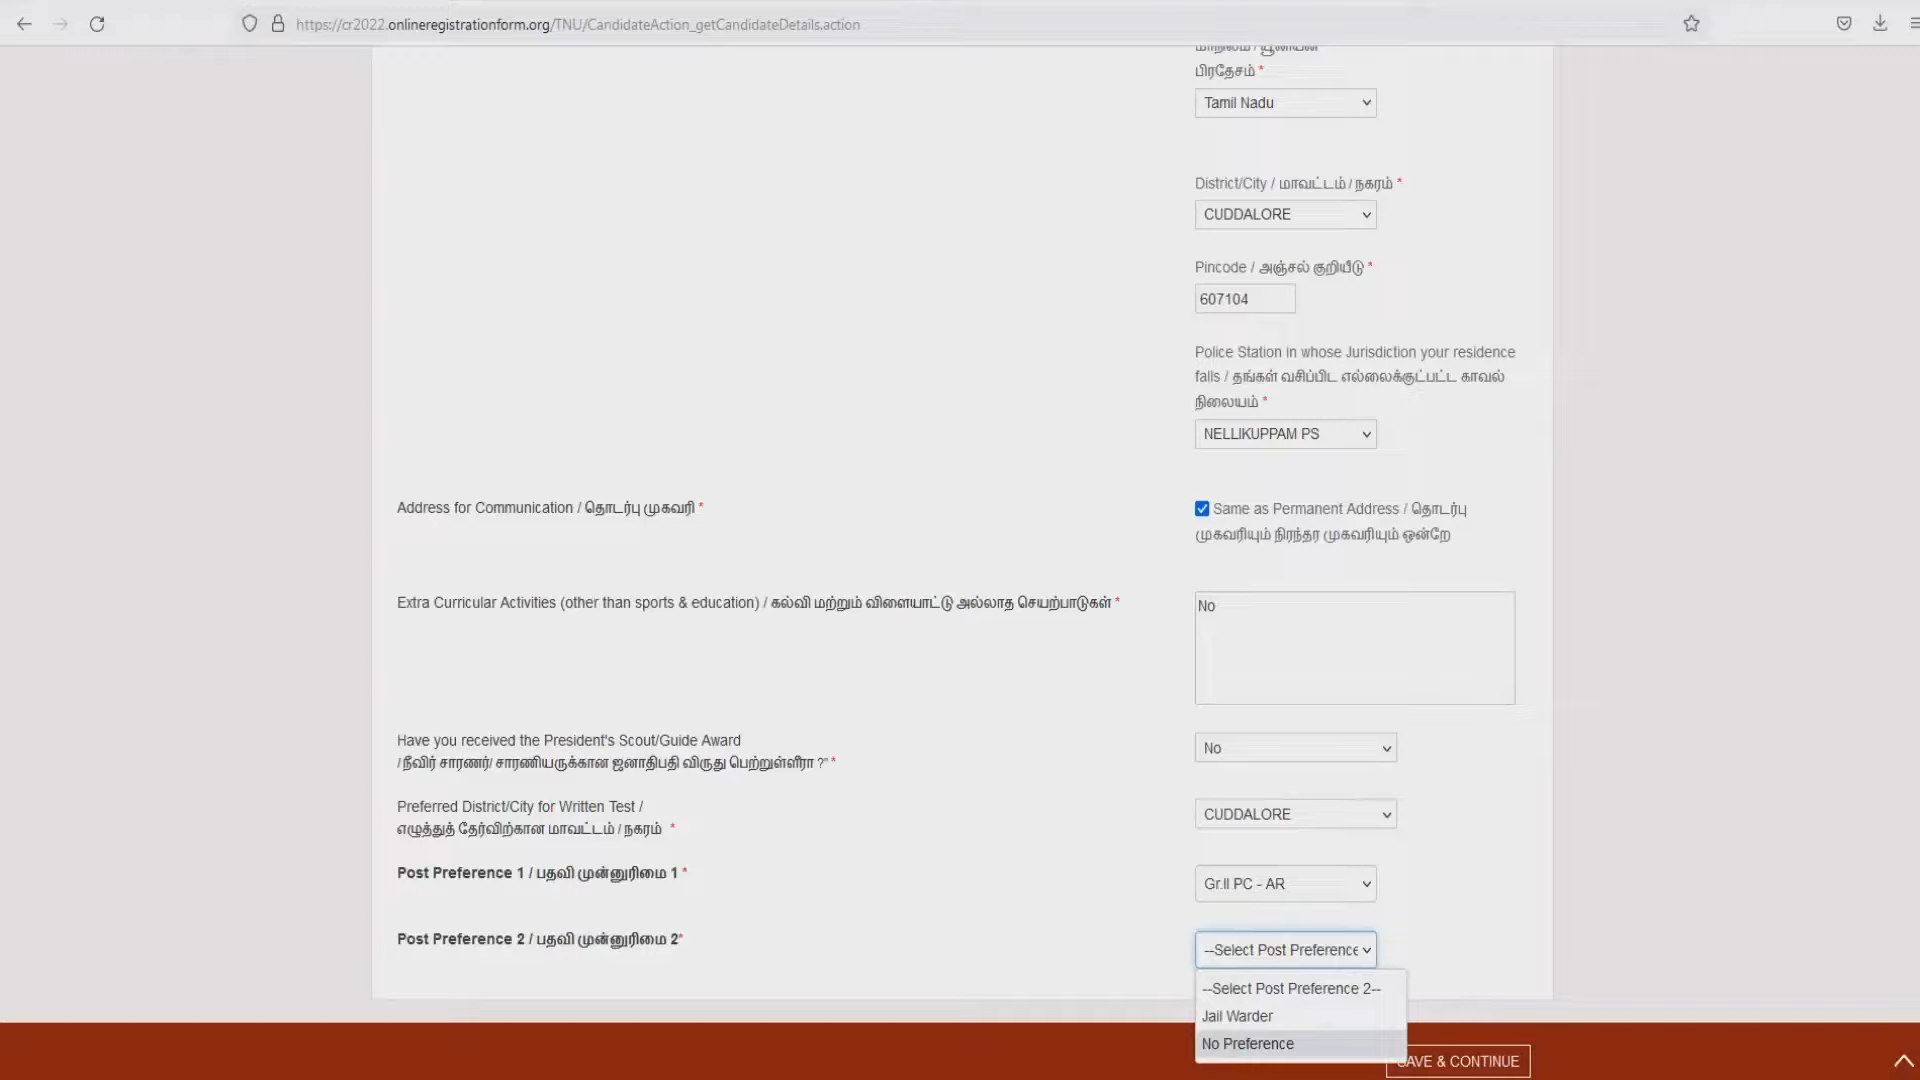 https://cr2022.onlineregistrationform.org/TNU/CandidateAction_getCandidateDetails.action
மாநிலம் / யூனியன்
பிரதேசம் *
Tamil Nadu
District/City / மாவட்டம் / நகரம் *
CUDDALORE
Pincode / அஞ்சல் குறியீடு *
607104
Police Station in whose Jurisdiction your residence
falls / தங்கள் வசிப்பிட எல்லைக்குட்பட்ட காவல்
நிலையம் *
NELLIKUPPAM PS
Address for Communication / தொடர்பு முகவரி *
Same as Permanent Address / தொடர்பு
முகவரியும் நிரந்தர முகவரியும் ஒன்றே
Extra Curricular Activities (other than sports & education) / கல்வி மற்றும் விளையாட்டு அல்லாத செயற்பாடுகள் *
No
Have you received the President's Scout/Guide Award
/ நீவிர் சாரணர்/ சாரணியருக்கான ஜனாதிபதி விருது பெற்றுள்ளீரா ?" *
No
Preferred District/City for Written Test /
எழுத்துத் தேர்விற்கான மாவட்டம் / நகரம் *
CUDDALORE
Post Preference 1 / பதவி முன்னுரிமை 1 *
Gr.II PC - AR
Post Preference 2 / பதவி முன்னுரிமை 2*
--Select Post Preference
--Select Post Preference 2--
Jail Warder
No Preference
SAVE & CONTINUE